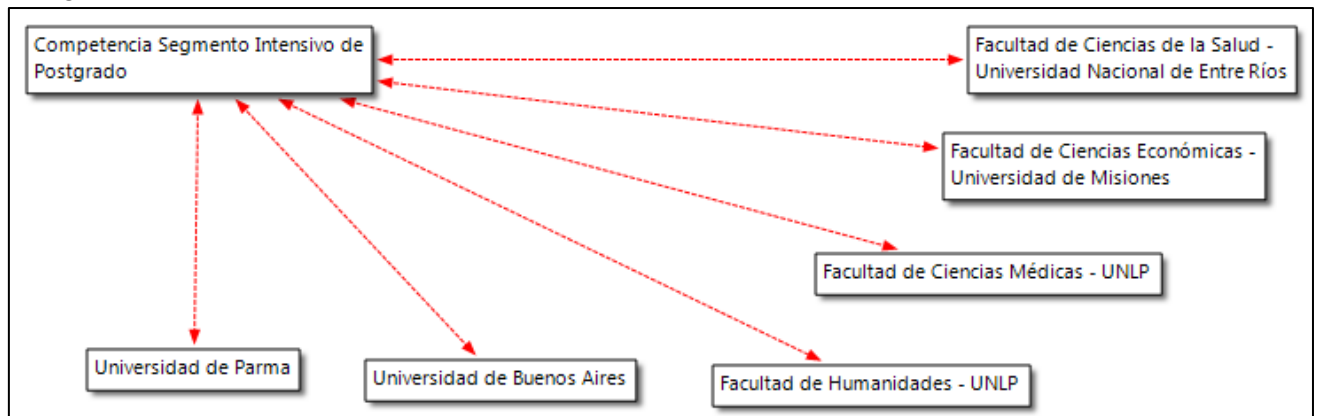 Competencia Segmento Intensivo de
Postgrado
Facultad de Ciencias de la Salud -
Universidad Nacional de Entre Ríos
Facultad de Ciencias Económicas -
Universidad de Misiones
Facultad de Ciencias Médicas - UNLP
Universidad de Parma
Universidad de Buenos Aires
Facultad de Humanidades - UNLP